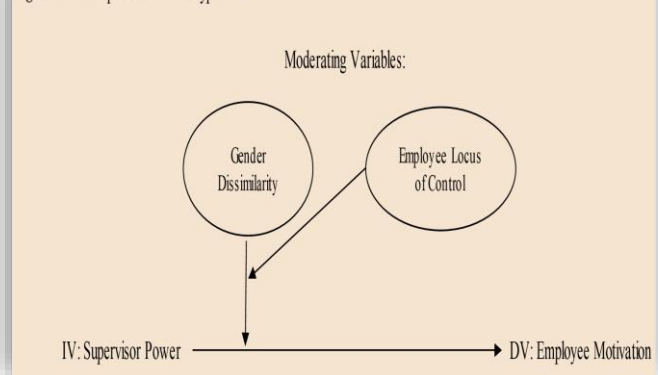 Moderating Variables:
Gender
Dissimilarity
Employee Locus
of Control
IV: Supervisor Power
DV: Employee Motivation